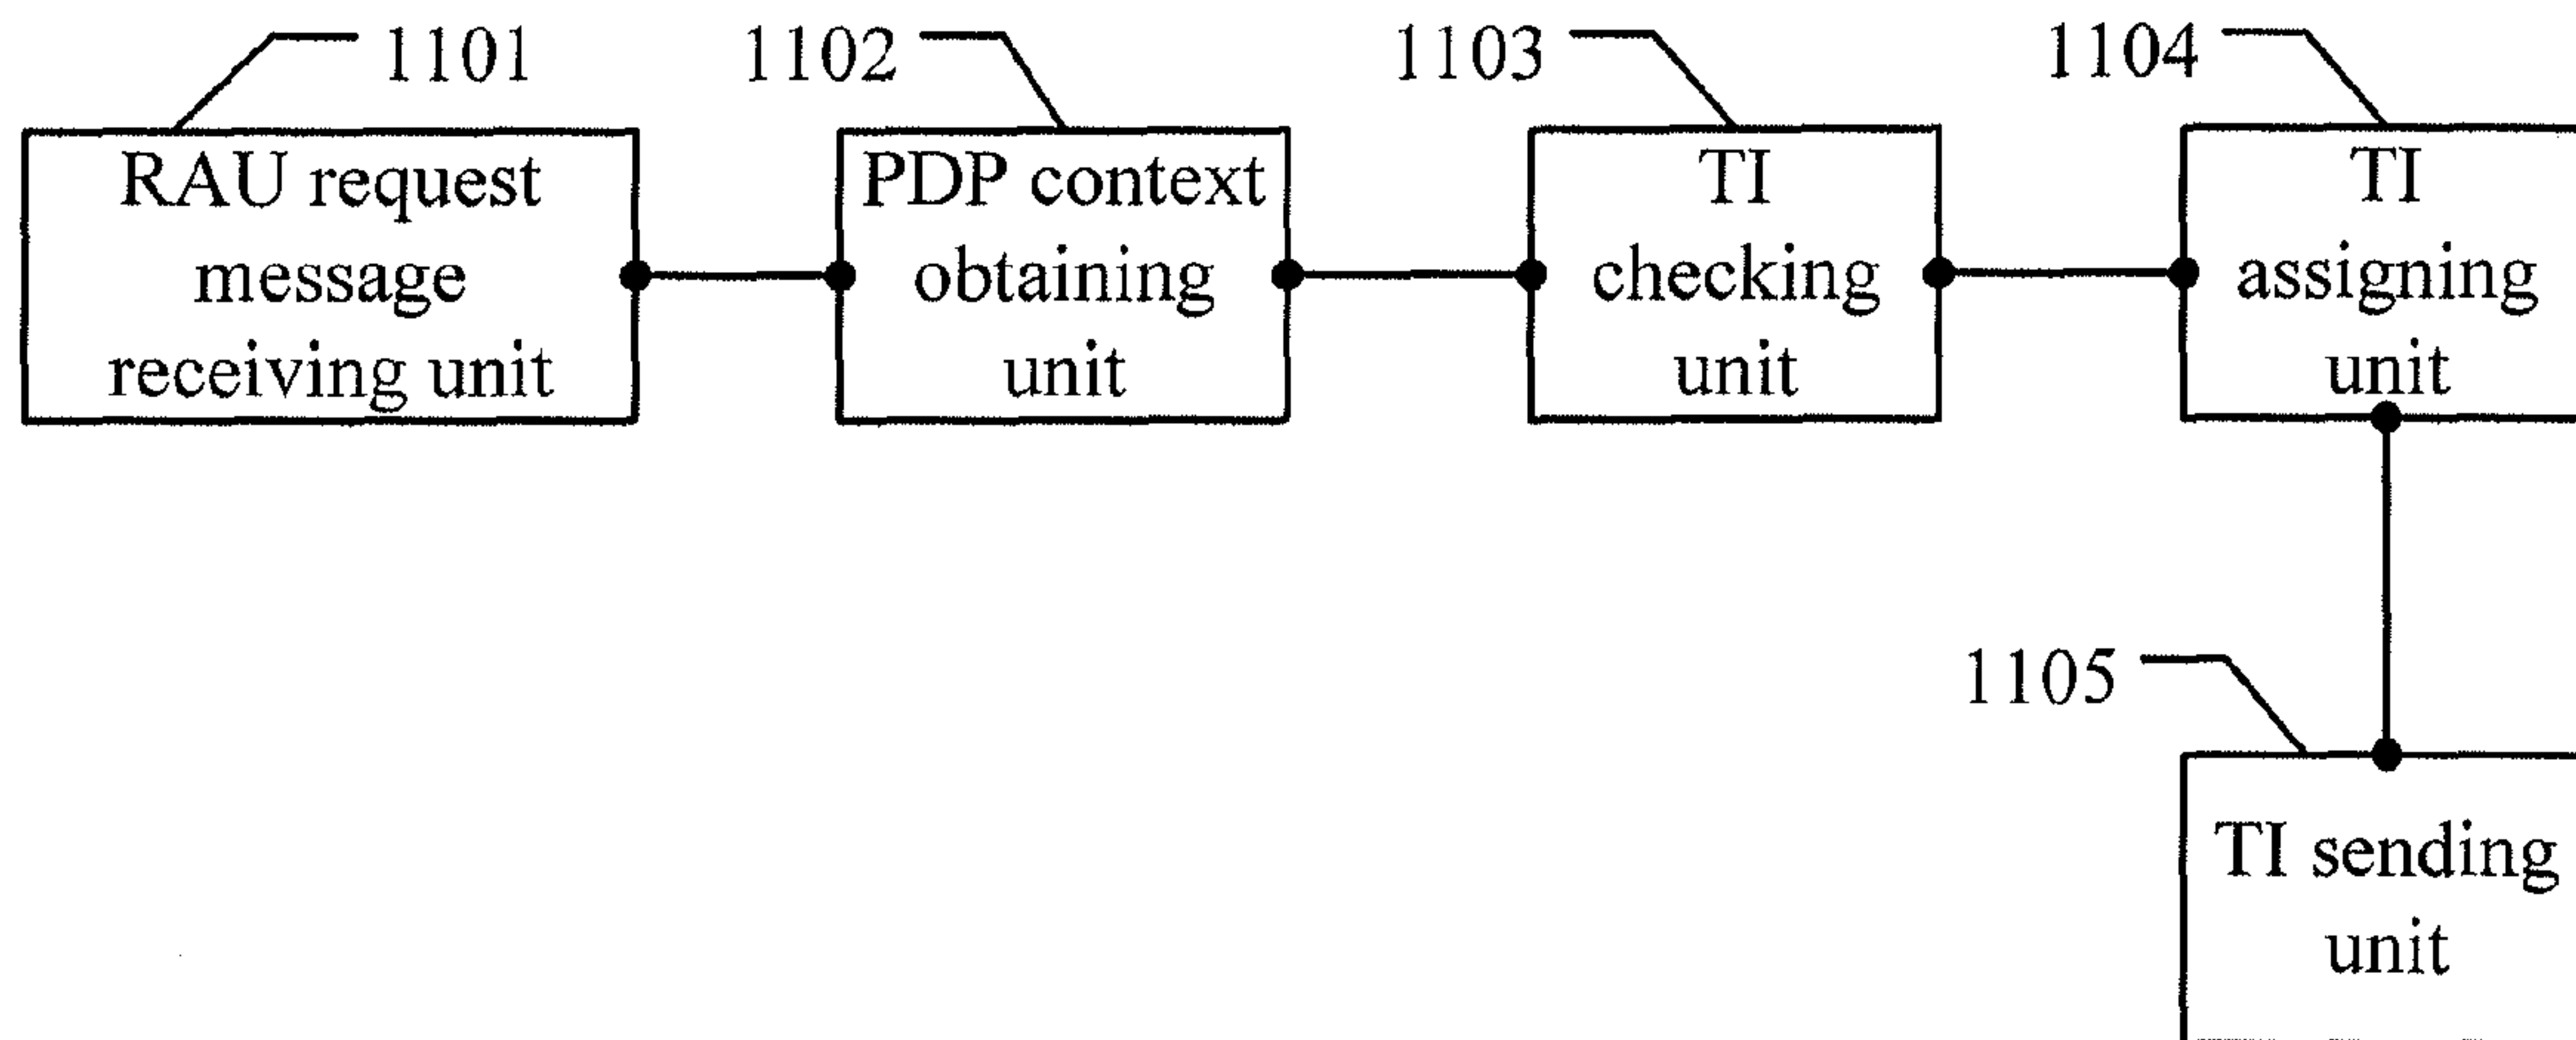 1101
1102
1103
1104
RAU request
message
receiving unit
PDP context
obtaining
unit
TI
checking
unit
TI
assigning
unit
1105
TI sending
unit